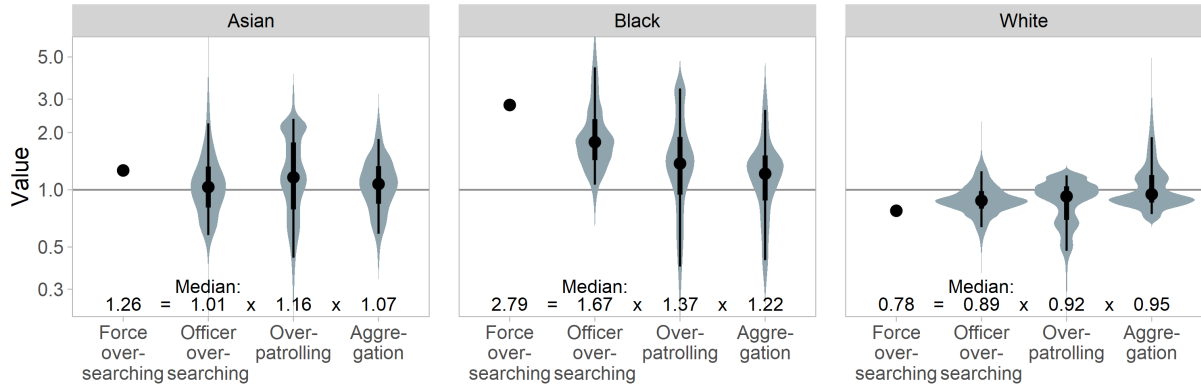 Asian
Black
White
Value
5.0
3.0
2.0
1.0
0.5
0.3
Median:
1.26 = 1.01 x 1.16 x 1.07
Median:
2.79 = 1.67 x 1.37 x 1.22
Median:
0.78 = 0.89 x 0.92 x 0.95
Force
over-
searching
Officer
over-
searching
Over-
patrolling
Aggre-
gation
Force
over-
searching
Officer
over-
searching
Over-
patrolling
Aggre-
gation
Force
over-
searching
Officer
over-
searching
Over-
patrolling
Aggre-
gation